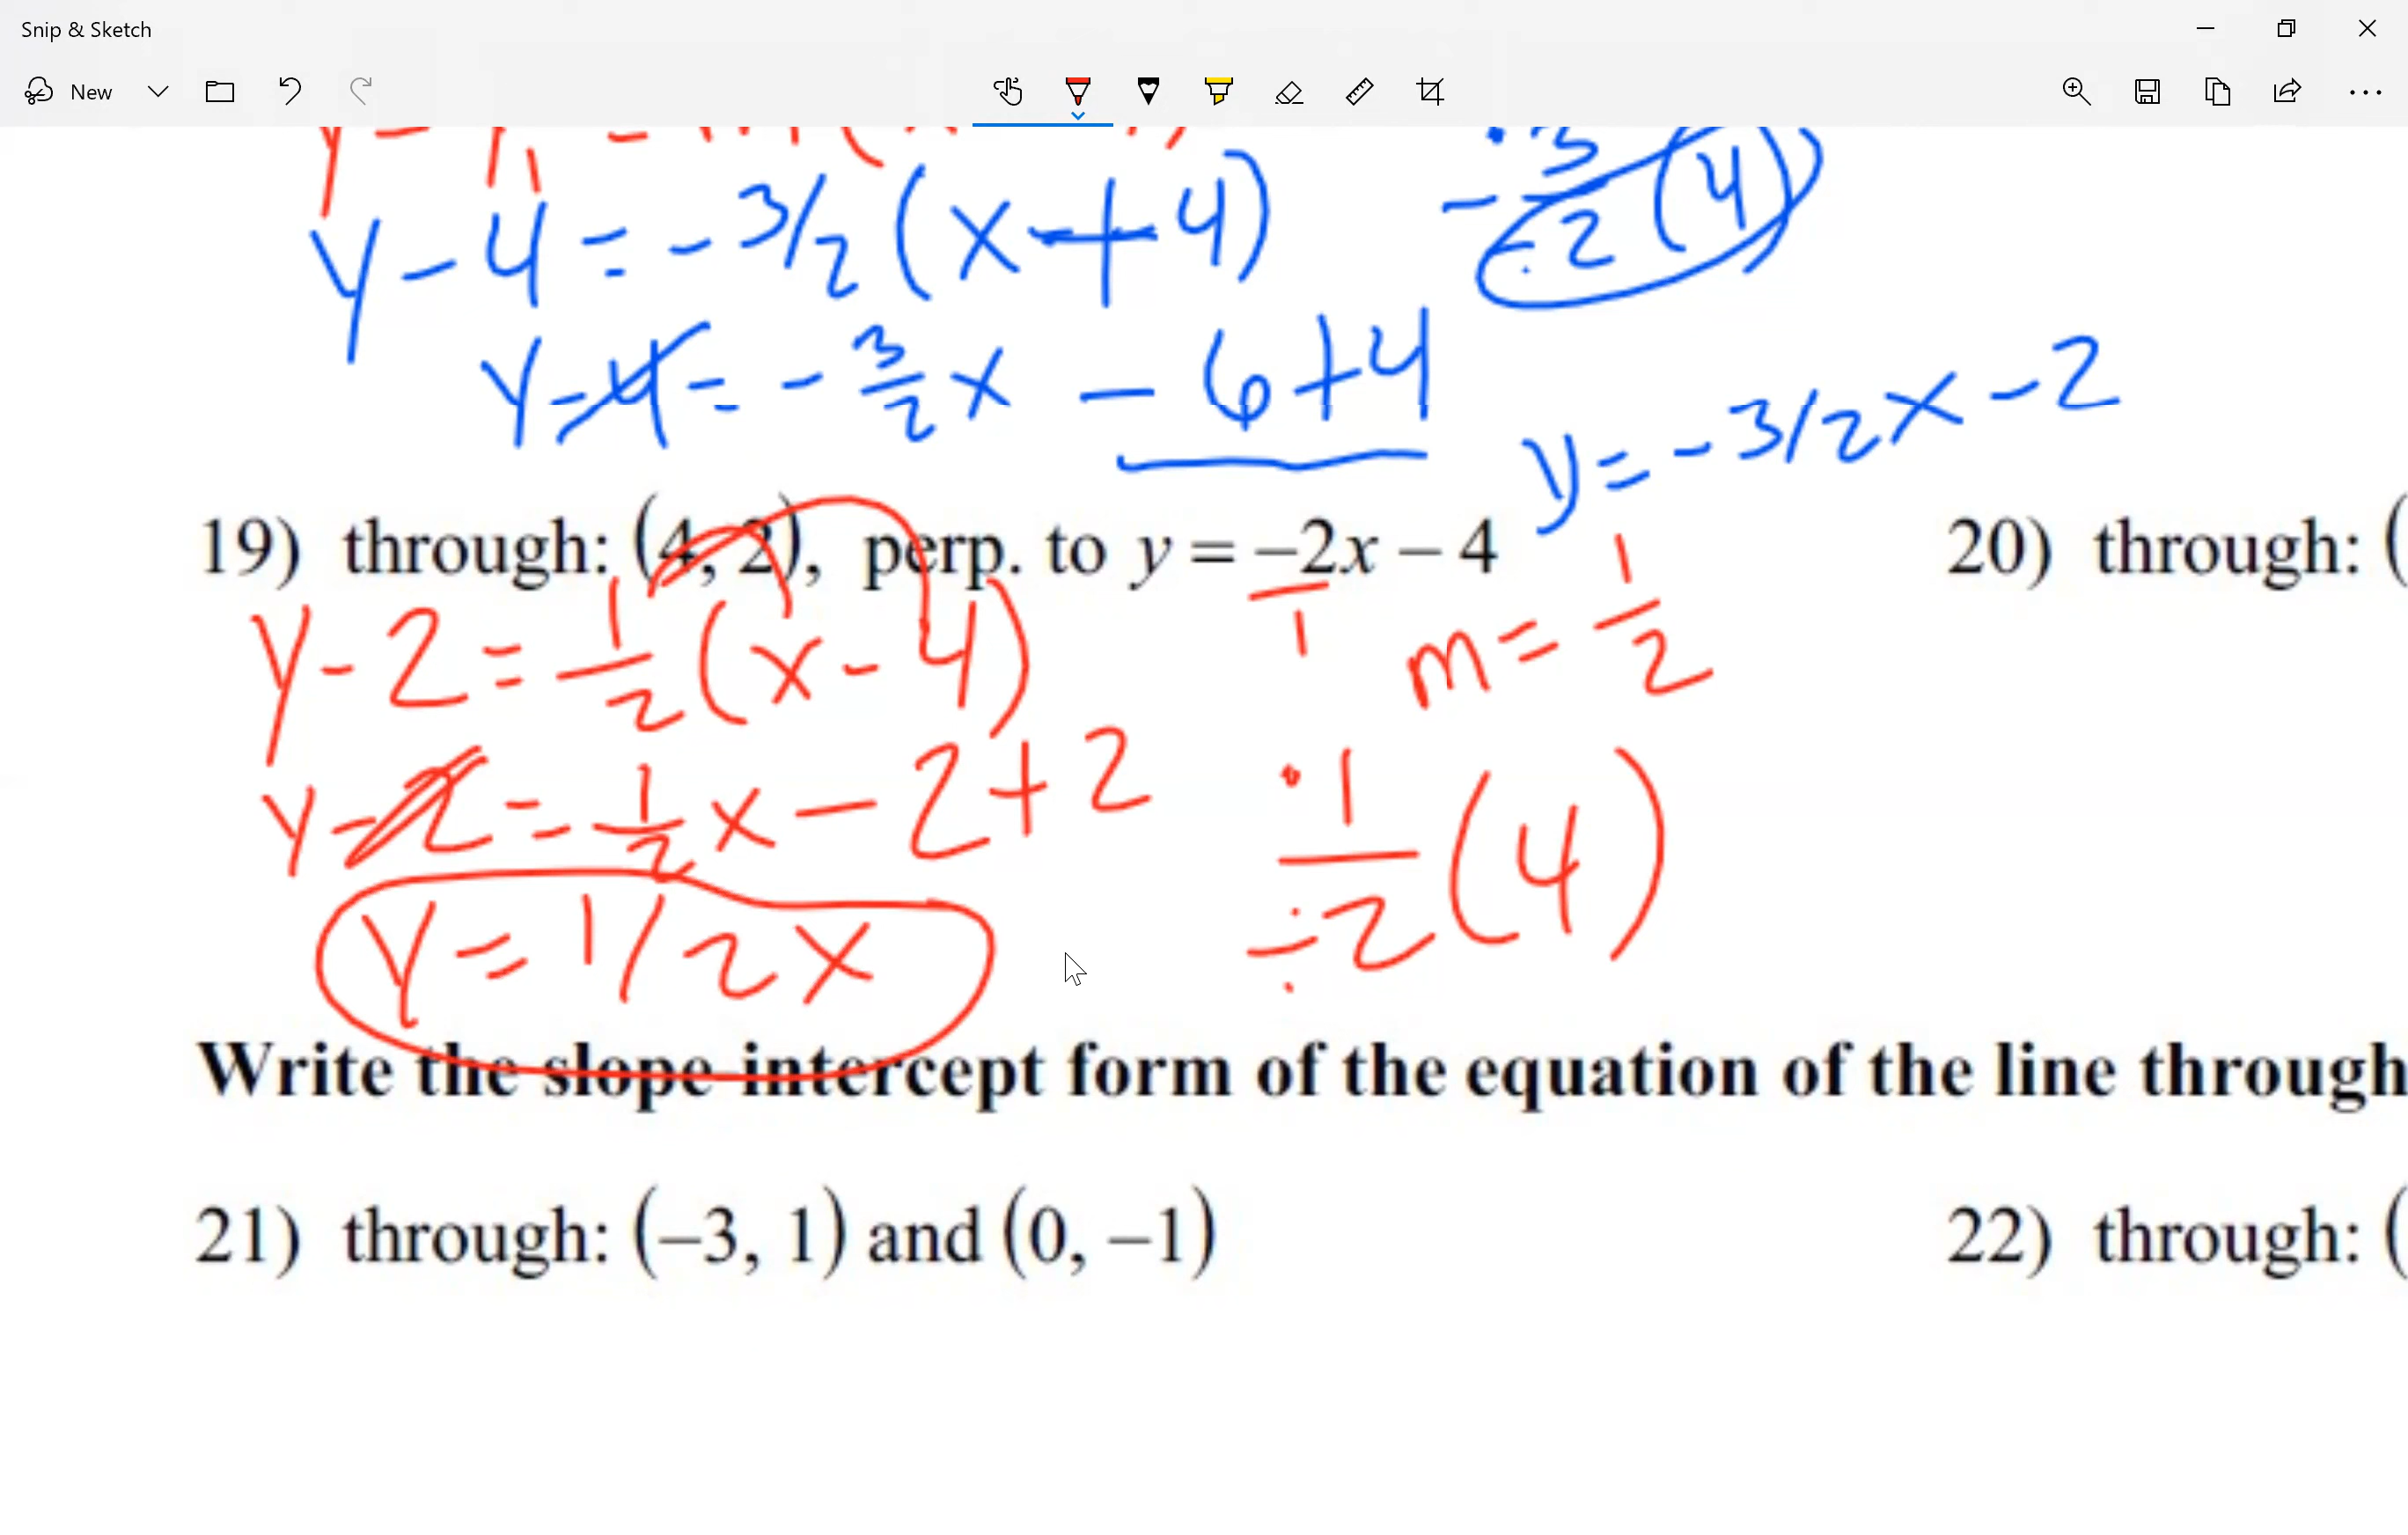 Snip & Sketch
New
y - 4 = - 3/2 (x + 4)
- 3/2 (4)
y - 4 = - 3/2 x - 6 + 4
y = - 3/2 x - 2
19) through: (4, 2), perp. to y = −2x − 4
20) through: (
1
y - 2 = 1/2 (x - 4)
m = 1/2
y - 2 = 1/2 x - 2 + 2
1/÷2 (4)
y = 1/2 x
Write the slope-intercept form of the equation of the line through
21) through: (−3, 1) and (0, −1)
22) through: (